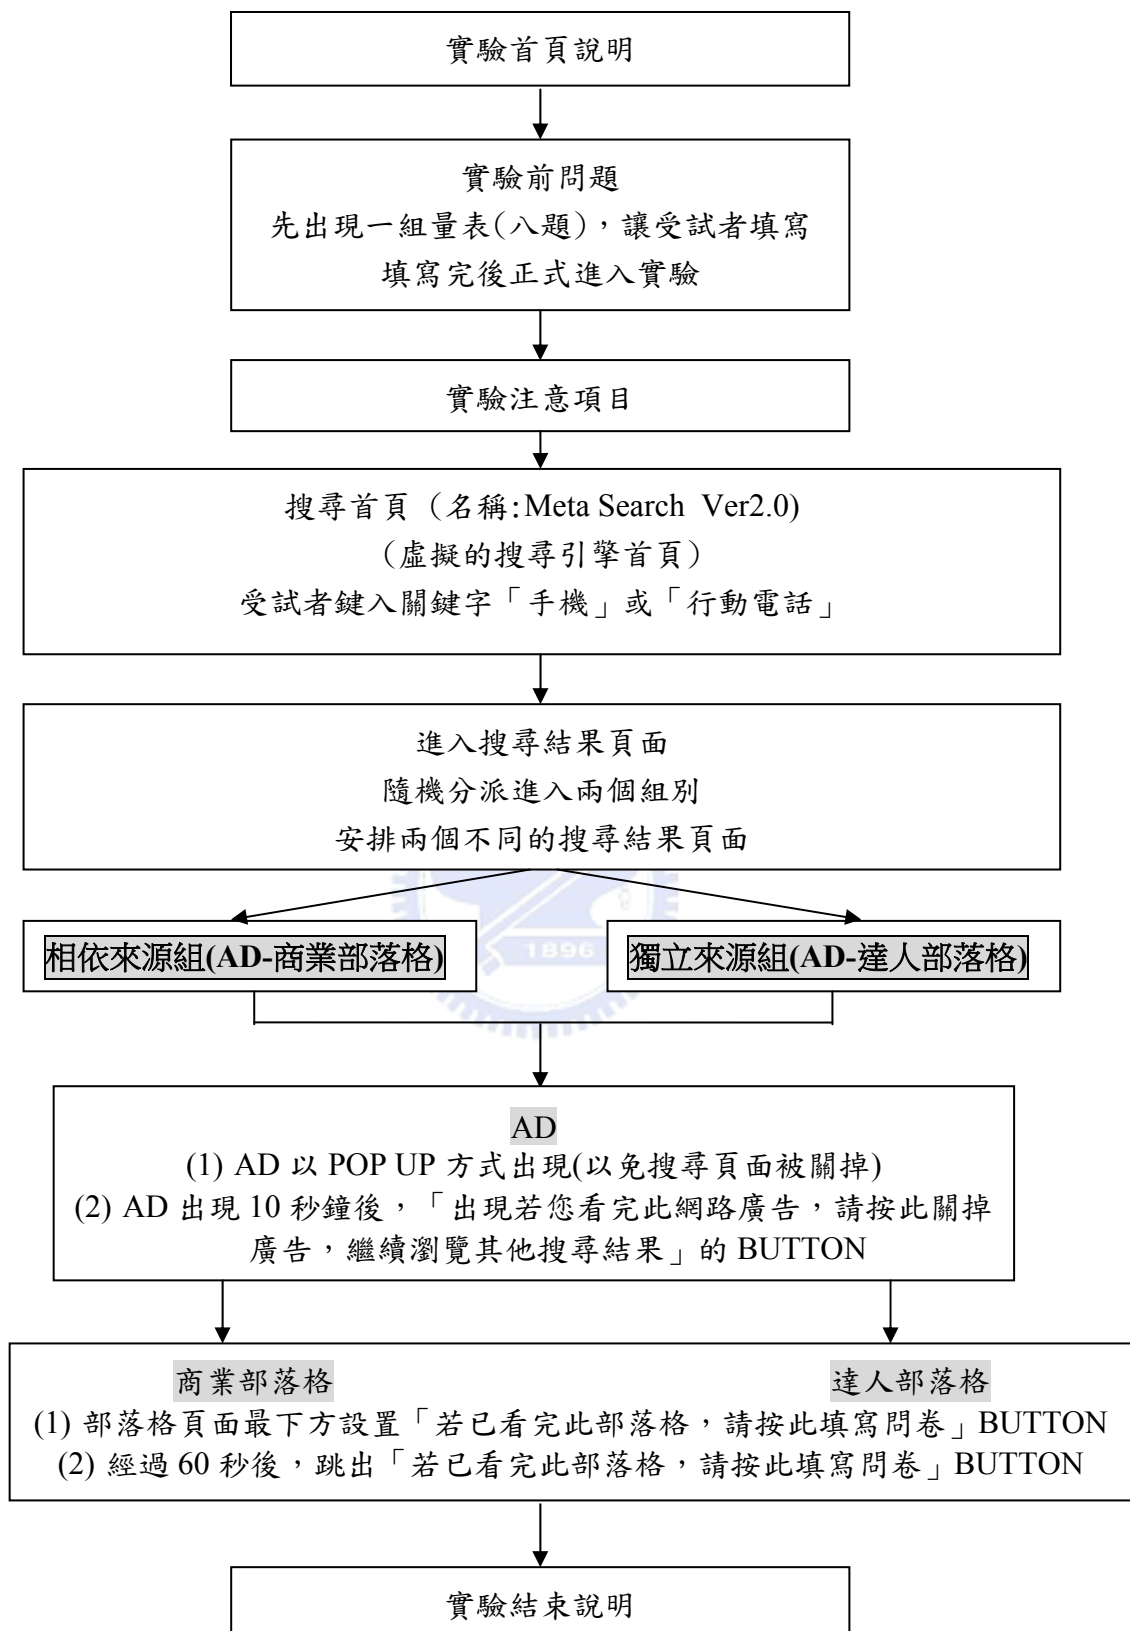 實驗首頁說明
實驗前問題
先出現一組量表(八題)，讓受試者填寫
填寫完後正式進入實驗
實驗注意項目
搜尋首頁（名稱:Meta Search Ver2.0)
（虛擬的搜尋引擎首頁）
受試者鍵入關鍵字「手機」或「行動電話」
進入搜尋結果頁面
隨機分派進入兩個組別
安排兩個不同的搜尋結果頁面
相依來源組(AD-商業部落格)
獨立來源組(AD-達人部落格)
1896
AD
(1) AD 以 POP UP 方式出現(以免搜尋頁面被關掉)
(2) AD 出現 10 秒鐘後，「出現若您看完此網路廣告，請按此關掉
廣告，繼續瀏覽其他搜尋結果」的 BUTTON
商業部落格
達人部落格
(1) 部落格頁面最下方設置「若已看完此部落格，請按此填寫問卷」BUTTON
(2) 經過 60 秒後，跳出「若已看完此部落格，請按此填寫問卷」BUTTON
實驗結束說明